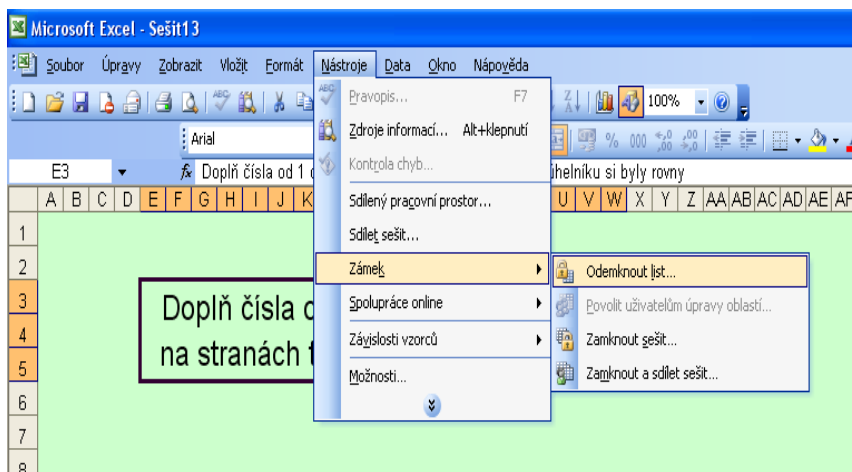 Microsoft Excel - Sešit13
Soubor Úpravy Zobrazit Vložit Formát Nástroje Data Okno Nápověda
100%
Arial
% 000
E3 fx Doplň čísla od 1 úhelníku si byly rovny
A B C D E F G H I J K U V W X Y Z AA AB AC AD AE AF
Pravopis... F7
Zdroje informací... Alt+klepnutí
Kontrola chyb...
Sdílený pracovní prostor...
Sdílet sešit...
Zámek
Spolupráce online
Závislosti vzorců
Možnosti...
Odemknout list...
Povolit uživatelům úpravy oblastí...
Zamknout sešit...
Zamknout a sdílet sešit...
1
2
3 Doplň čísla o
4
5 na stranách t
6
7
8